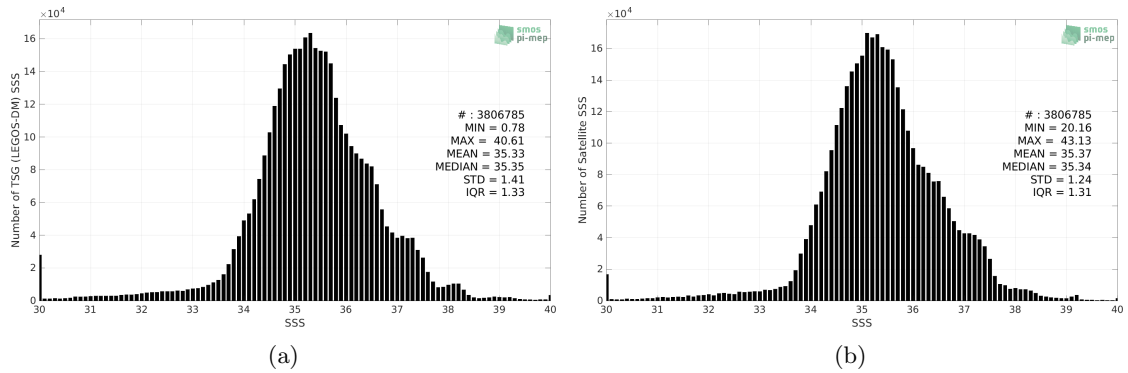 ×10⁴
16
14
12
10
8
6
4
2
0
Number of TSG (LEGOS-DM) SSS
smos
pi-mep
# : 3806785
MIN = 0.78
MAX = 40.61
MEAN = 35.33
MEDIAN = 35.35
STD = 1.41
IQR = 1.33
30 31 32 33 34 35 36 37 38 39 40
SSS
(a)
×10⁴
16
14
12
10
8
6
4
2
0
Number of Satellite SSS
smos
pi-mep
# : 3806785
MIN = 20.16
MAX = 43.13
MEAN = 35.37
MEDIAN = 35.34
STD = 1.24
IQR = 1.31
30 31 32 33 34 35 36 37 38 39 40
SSS
(b)